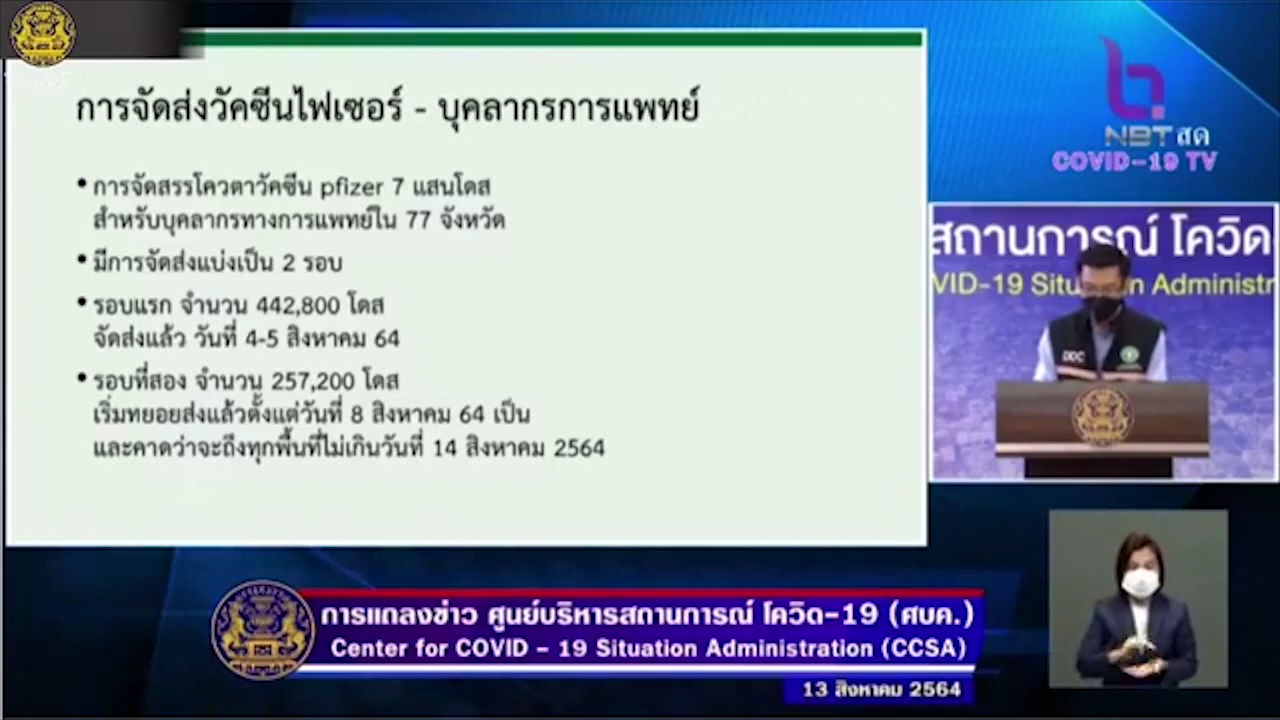 การจัดส่งวัคซีนไฟเซอร์ - บุคลากรการแพทย์
• การจัดสรรโควตาวัคซีน pfizer 7 แสนโดส
สำหรับบุคลากรทางการแพทย์ใน 77 จังหวัด
• มีการจัดส่งแบ่งเป็น 2 รอบ
• รอบแรก จำนวน 442,800 โดส
จัดส่งแล้ว วันที่ 4-5 สิงหาคม 64
• รอบที่สอง จำนวน 257,200 โดส
เริ่มทยอยส่งแล้วตั้งแต่วันที่ 8 สิงหาคม 64 เป็น
และคาดว่าจะถึงทุกพื้นที่ไม่เกินวันที่ 14 สิงหาคม 2564
NBT สด
COVID-19 TV
สถานการณ์ โควิด
VID-19 Situation Administr
DDC
การแถลงข่าว ศูนย์บริหารสถานการณ์ โควิด-19 (ศบค.)
Center for COVID - 19 Situation Administration (CCSA)
13 สิงหาคม 2564